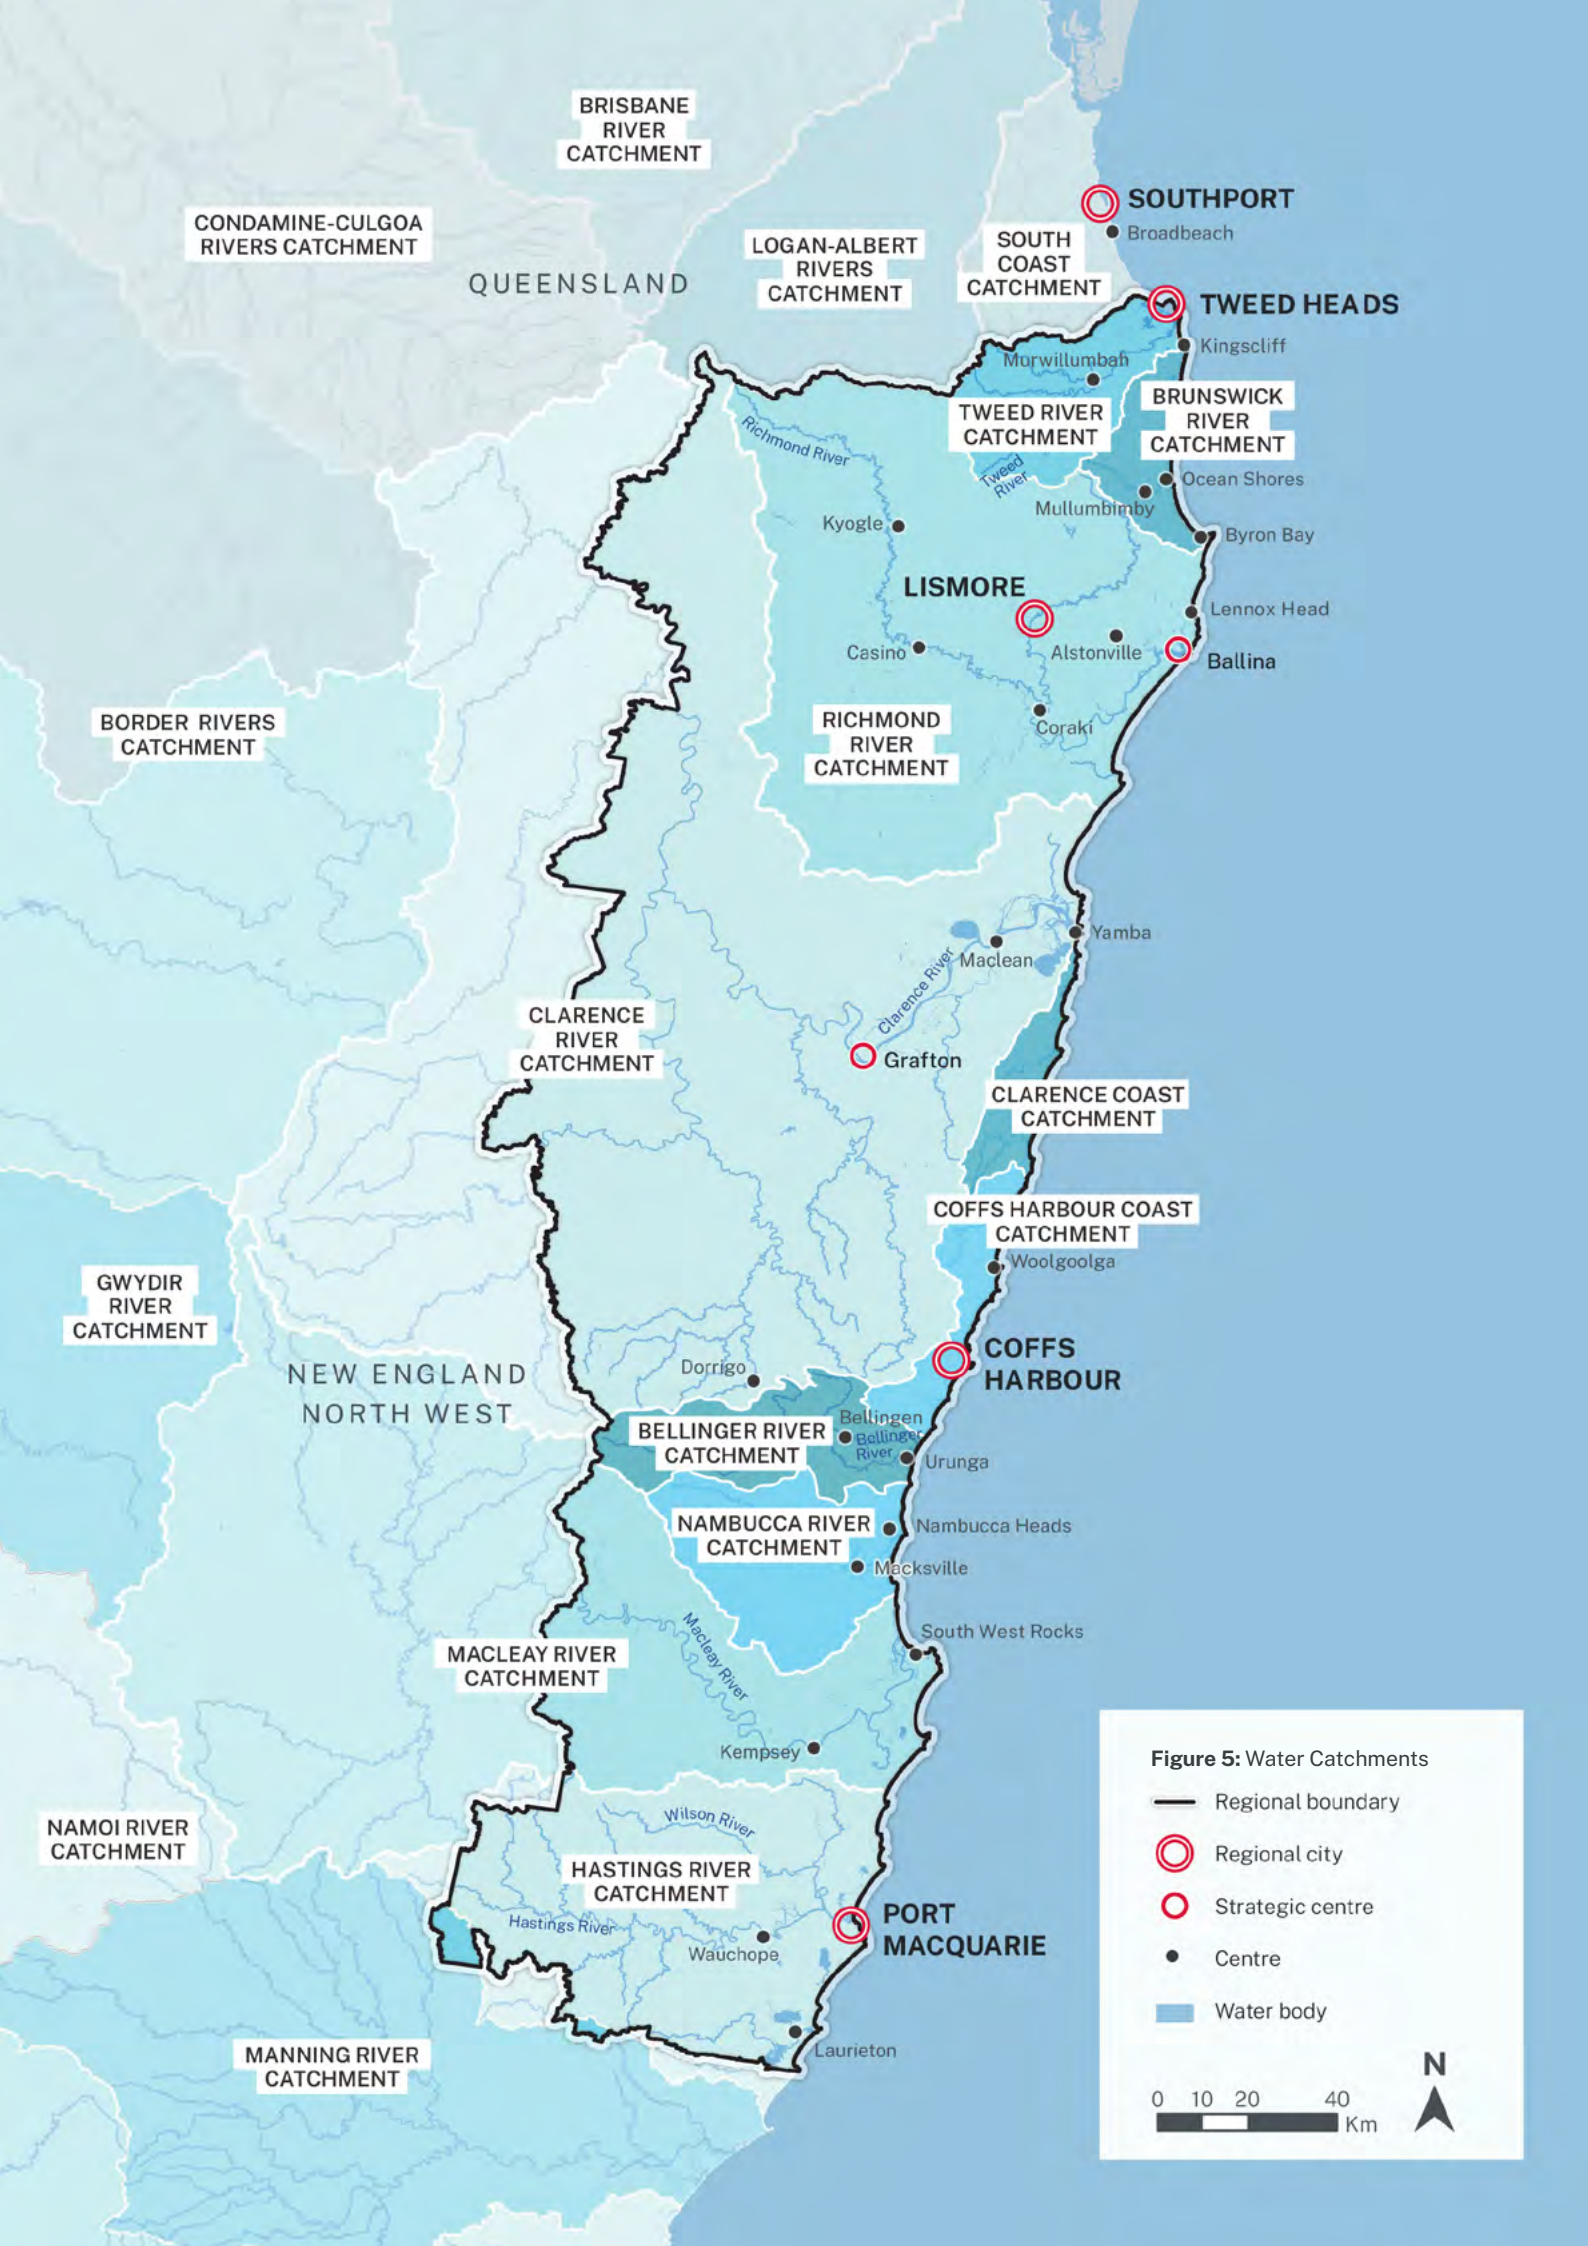 BRISBANE
RIVER
CATCHMENT
SOUTHPORT
Broadbeach
CONDAMINE-CULGOA
RIVERS CATCHMENT
LOGAN-ALBERT
RIVERS
CATCHMENT
SOUTH
COAST
CATCHMENT
QUEENSLAND
TWEED HEADS
Kingscliff
Murwillumbah
BRUNSWICK
RIVER
CATCHMENT
TWEED RIVER
CATCHMENT
Richmond River
Tweed
River
Ocean Shores
Mullumbimby
Kyogle
Byron Bay
LISMORE
Lennox Head
Casino
Alstonville
Ballina
BORDER RIVERS
CATCHMENT
RICHMOND
RIVER
CATCHMENT
Coraki
Yamba
Maclean
Clarence River
CLARENCE
RIVER
CATCHMENT
Grafton
CLARENCE COAST
CATCHMENT
COFFS HARBOUR COAST
CATCHMENT
Woolgoolga
GWYDIR
RIVER
CATCHMENT
NEW ENGLAND
NORTH WEST
Dorrigo
COFFS
HARBOUR
Bellingen
BELLINGER RIVER
CATCHMENT
Bellinger
River
Urunga
NAMBUCCA RIVER
CATCHMENT
Nambucca Heads
Macksville
South West Rocks
Macleay River
MACLEAY RIVER
CATCHMENT
Kempsey
Wilson River
NAMOI RIVER
CATCHMENT
HASTINGS RIVER
CATCHMENT
Hastings River
Wauchope
PORT
MACQUARIE
Laurieton
MANNING RIVER
CATCHMENT
Figure 5: Water Catchments
Regional boundary
Regional city
Strategic centre
Centre
Water body
N
0 10 20 40
Km